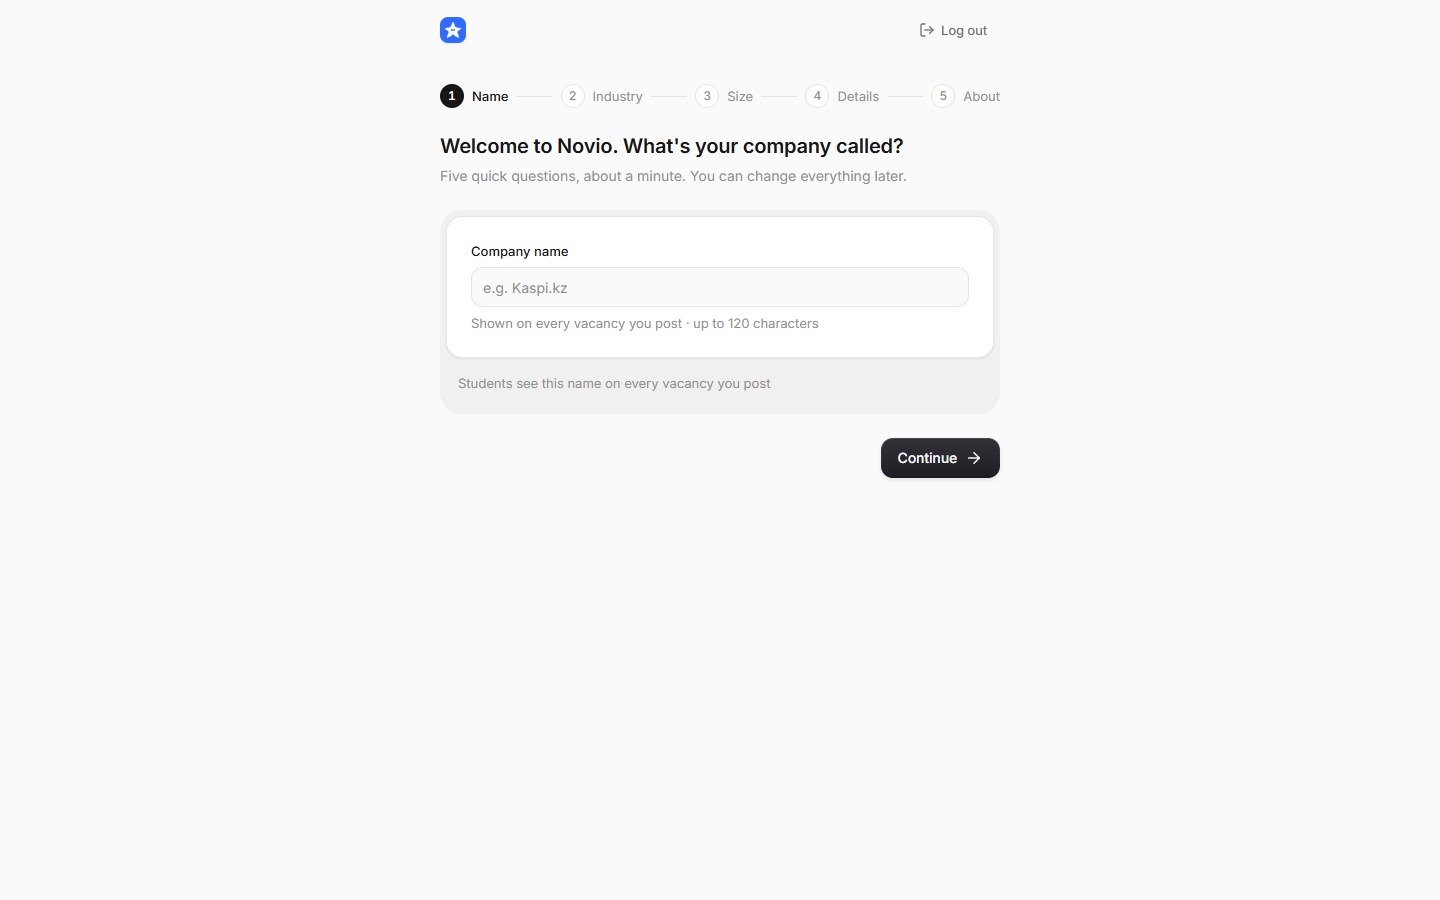 Log out
1 Name 2 Industry 3 Size 4 Details 5 About
Welcome to Novio. What's your company called?
Five quick questions, about a minute. You can change everything later.
Company name
e.g. Kaspi.kz
Shown on every vacancy you post · up to 120 characters
Students see this name on every vacancy you post
Continue